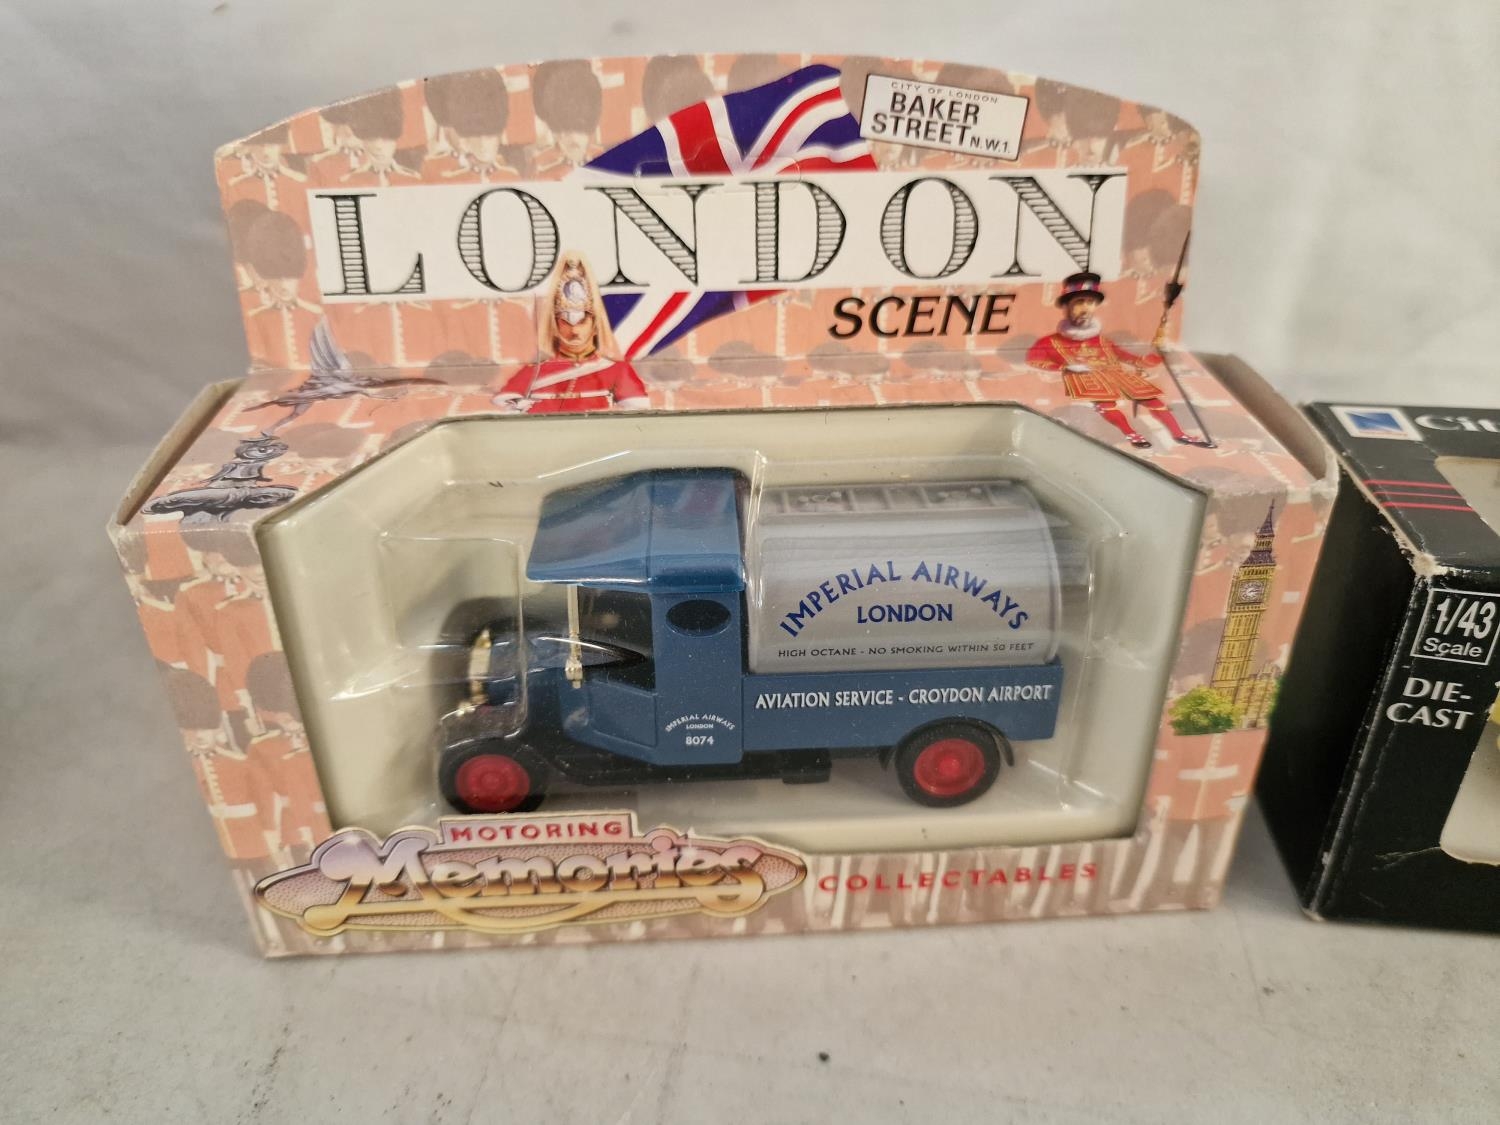 CITY OF LONDON
BAKER
STREET N.W.1.
LONDON
SCENE
IMPERIAL AIRWAYS
LONDON
HIGH OCTANE - NO SMOKING WITHIN 50 FEET
AVIATION SERVICE - CROYDON AIRPORT
IMPERIAL AIRWAYS
LONDON
8074
MOTORING
Memories
COLLECTABLES
1/43
Scale
DIE-
CAST